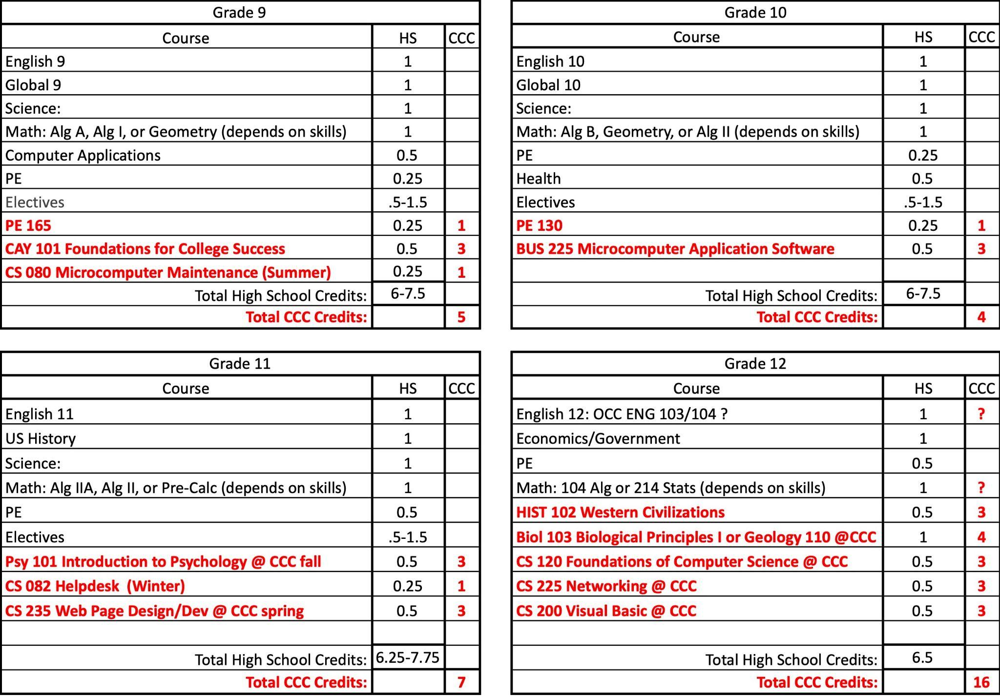 Grade 9
Course HS CCC
English 9 1
Global 9 1
Science: 1
Math: Alg A, Alg I, or Geometry (depends on skills) 1
Computer Applications 0.5
PE 0.25
Electives .5-1.5
PE 165 0.25 1
CAY 101 Foundations for College Success 0.5 3
CS 080 Microcomputer Maintenance (Summer) 0.25 1
Total High School Credits: 6-7.5
Total CCC Credits: 5
Grade 10
Course HS CCC
English 10 1
Global 10 1
Science: 1
Math: Alg B, Geometry, or Alg II (depends on skills) 1
PE 0.25
Health 0.5
Electives .5-1.5
PE 130 0.25 1
BUS 225 Microcomputer Application Software 0.5 3
Total High School Credits: 6-7.5
Total CCC Credits: 4
Grade 11
Course HS CCC
English 11 1
US History 1
Science: 1
Math: Alg IIA, Alg II, or Pre-Calc (depends on skills) 1
PE 0.5
Electives .5-1.5
Psy 101 Introduction to Psychology @ CCC fall 0.5 3
CS 082 Helpdesk (Winter) 0.25 1
CS 235 Web Page Design/Dev @ CCC spring 0.5 3
Total High School Credits: 6.25-7.75
Total CCC Credits: 7
Grade 12
Course HS CCC
English 12: OCC ENG 103/104 ? 1 ?
Economics/Government 1
PE 0.5
Math: 104 Alg or 214 Stats (depends on skills) 1 ?
HIST 102 Western Civilizations 0.5 3
Biol 103 Biological Principles I or Geology 110 @CCC 1 4
CS 120 Foundations of Computer Science @ CCC 0.5 3
CS 225 Networking @ CCC 0.5 3
CS 200 Visual Basic @ CCC 0.5 3
Total High School Credits: 6.5
Total CCC Credits: 16